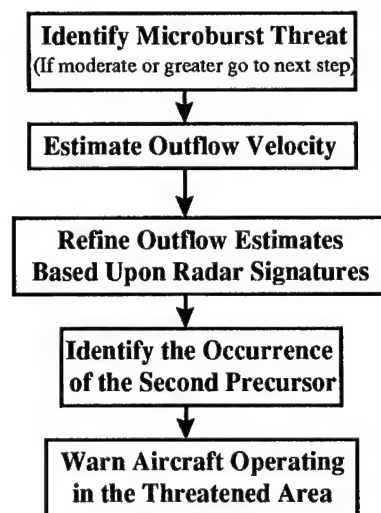 Identify Microburst Threat
(If moderate or greater go to next step)
Estimate Outflow Velocity
Refine Outflow Estimates
Based Upon Radar Signatures
Identify the Occurrence
of the Second Precursor
Warn Aircraft Operating
in the Threatened Area